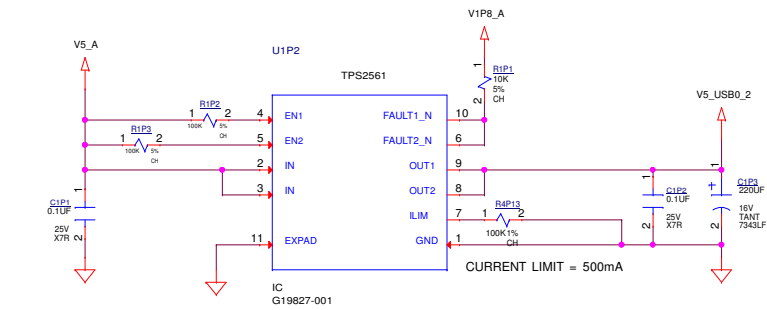 V1P8_A
V5_A
U1P2
TPS2561
1
R1P1
10K
5%
CH
2
V5_USB0_2
R1P2
1 2 4 EN1 FAULT1_N 10
100K 5%
CH
R1P3
1 2 5 EN2 FAULT2_N 6
100K 5%
CH
2 IN OUT1 9
1
3 IN OUT2 8
1
C1P1
0.1UF
25V
X7R
2
R4P13
ILIM 7 1 2
100K1%
CH
1
C1P2
0.1UF
25V
X7R
2
+
C1P3
220UF
16V
TANT
7343LF
2
11 EXPAD GND 1
CURRENT LIMIT = 500mA
IC
G19827-001